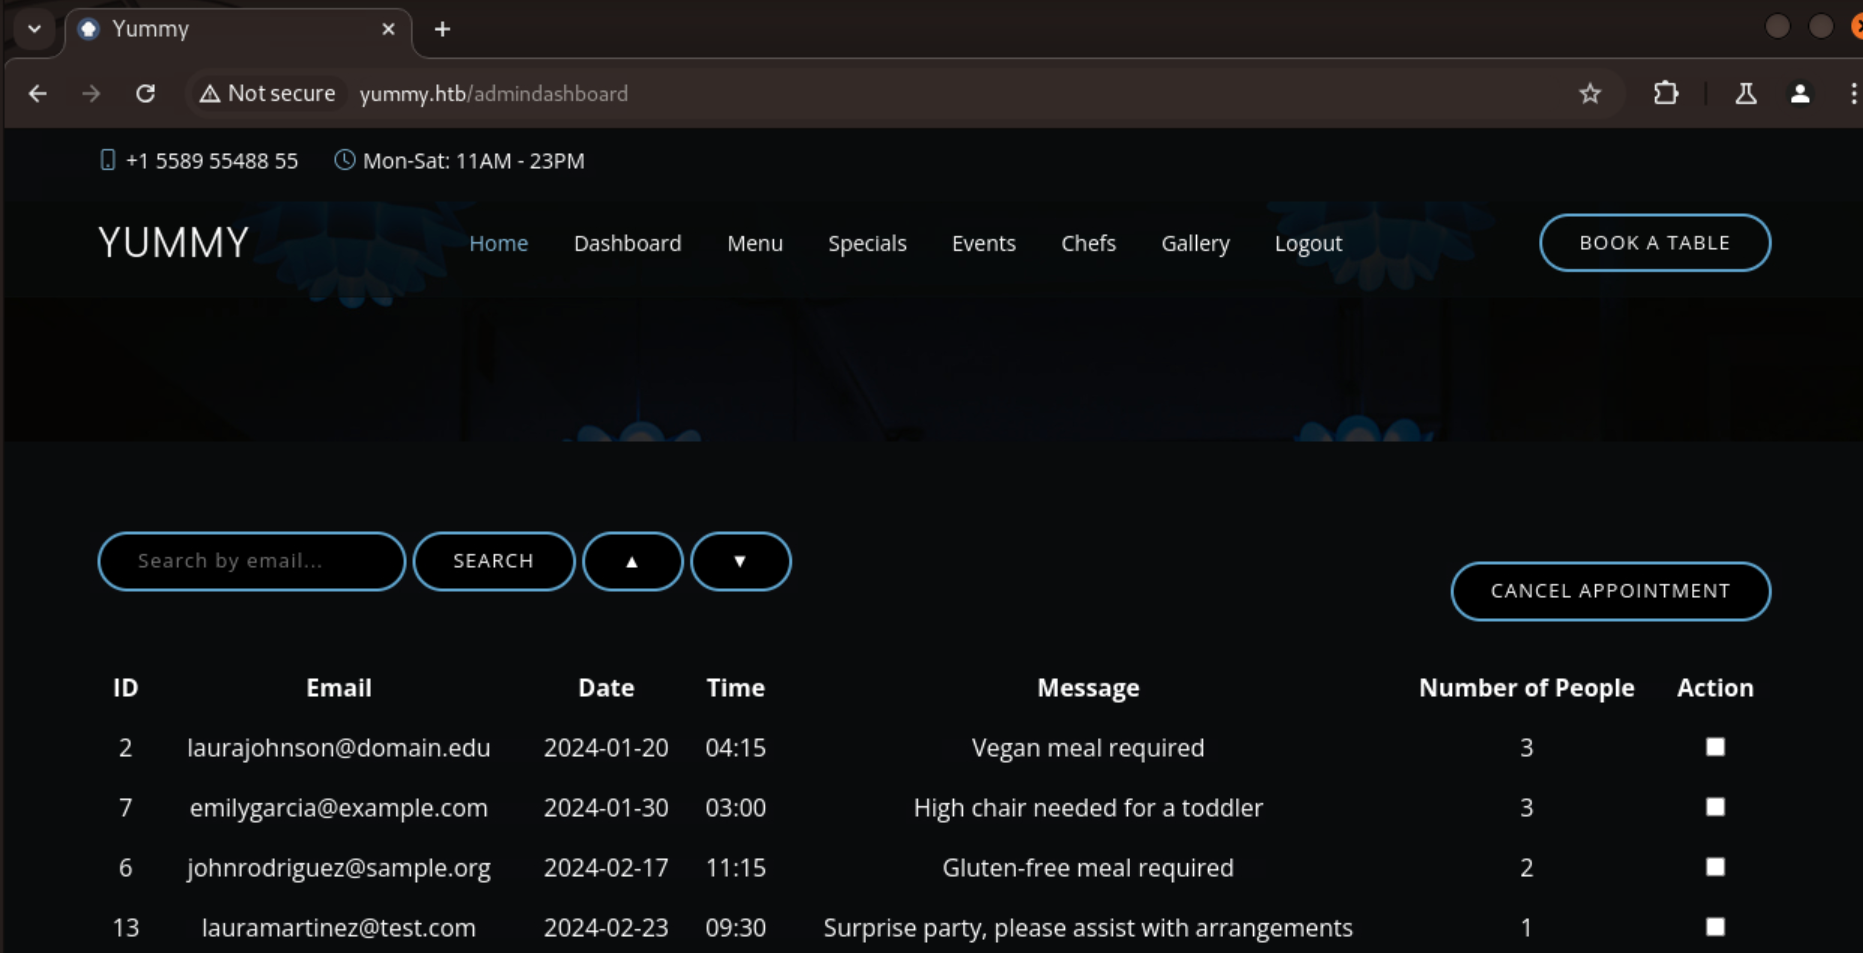 Yummy
Not secure yummy.htb/admindashboard
+1 5589 55488 55 Mon-Sat: 11AM - 23PM
YUMMY Home Dashboard Menu Specials Events Chefs Gallery Logout BOOK A TABLE
Search by email... SEARCH ▲ ▼
CANCEL APPOINTMENT
ID Email Date Time Message Number of People Action
2 laurajohnson@domain.edu 2024-01-20 04:15 Vegan meal required 3
7 emilygarcia@example.com 2024-01-30 03:00 High chair needed for a toddler 3
6 johnrodriguez@sample.org 2024-02-17 11:15 Gluten-free meal required 2
13 lauramartinez@test.com 2024-02-23 09:30 Surprise party, please assist with arrangements 1